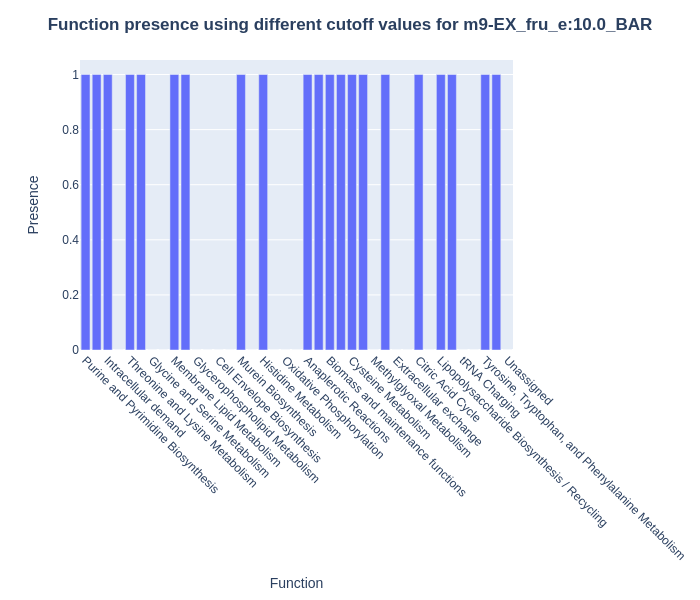 Function presence using different cutoff values for m9-EX_fru_e:10.0_BAR
Presence
1
0.8
0.6
0.4
0.2
0
Purine and Pyrimidine Biosynthesis
Intracellular demand
Threonine and Lysine Metabolism
Glycine and Serine Metabolism
Membrane Lipid Metabolism
Glycerophospholipid Metabolism
Cell Envelope Biosynthesis
Murein Biosynthesis
Histidine Metabolism
Oxidative Phosphorylation
Anaplerotic Reactions
Biomass and maintenance functions
Cysteine Metabolism
Methylglyoxal Metabolism
Extracellular exchange
Citric Acid Cycle
Lipopolysaccharide Biosynthesis / Recycling
tRNA Charging
Tyrosine, Tryptophan, and Phenylalanine Metabolism
Unassigned
Function